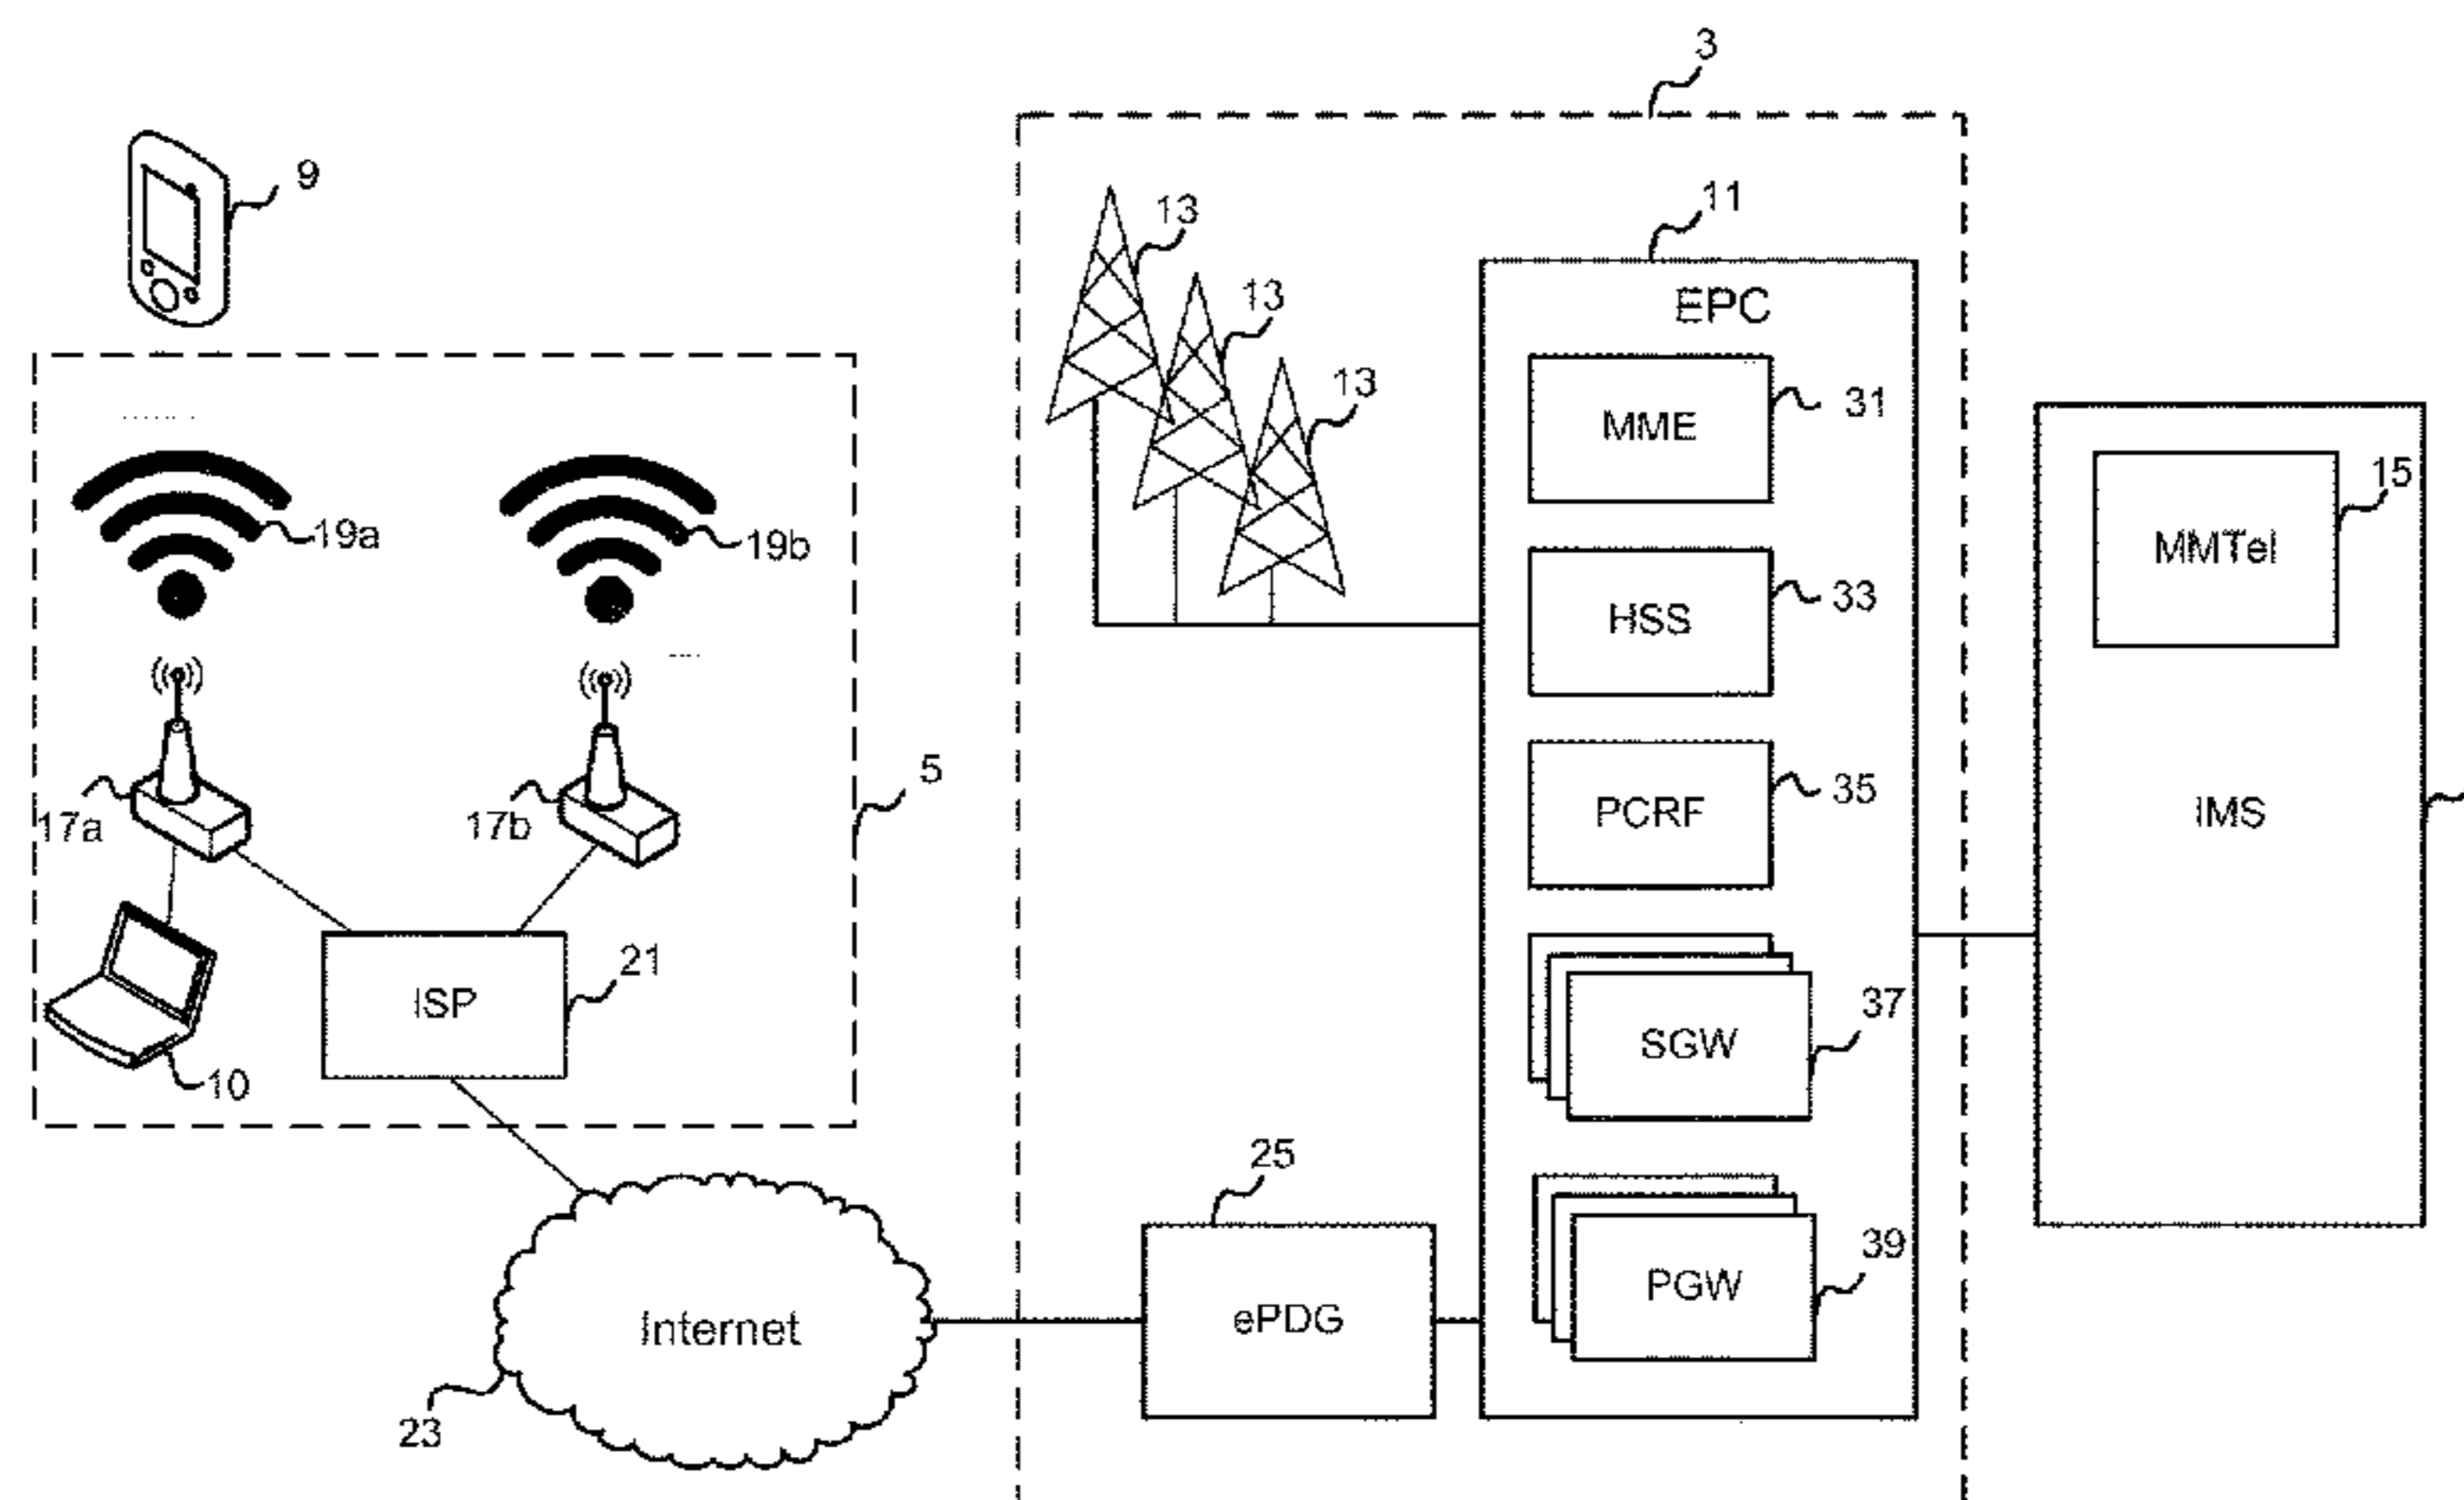 3
9
11
13
13
13
EPC
MME
31
15
MMTel
19a
19b
HSS
33
5
35
17a
17b
PCRF
IMS
21
ISP
37
SGW
10
25
39
PGW
ePDG
Internet
23